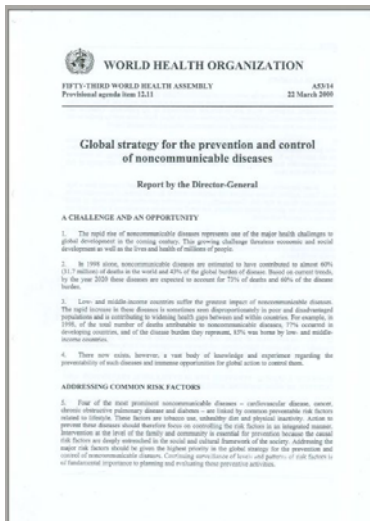 WORLD HEALTH ORGANIZATION
FIFTY-THIRD WORLD HEALTH ASSEMBLY A53/14
Provisional agenda item 12.11 22 March 2000
Global strategy for the prevention and control
of noncommunicable diseases
Report by the Director-General
A CHALLENGE AND AN OPPORTUNITY
1. The rapid rise of noncommunicable diseases represents one of the major health challenges to
global development in the coming century. This growing challenge threatens economic and social
development as well as the lives and health of millions of people.
2. In 1998 alone, noncommunicable diseases are estimated to have contributed to almost 60%
(31.7 million) of deaths in the world and 43% of the global burden of disease. Based on current trends,
by the year 2020 these diseases are expected to account for 73% of deaths and 60% of the disease
burden.
3. Low- and middle-income countries suffer the greatest impact of noncommunicable diseases.
The rapid increase in these diseases is sometimes seen disproportionately in poor and disadvantaged
populations and is contributing to widening health gaps between and within countries. For example, in
1998, of the total number of deaths attributable to noncommunicable diseases, 77% occurred in
developing countries, and of the disease burden they represent, 85% was borne by low- and middle-
income countries.
4. There now exists, however, a vast body of knowledge and experience regarding the
preventability of such diseases and immense opportunities for global action to control them.
ADDRESSING COMMON RISK FACTORS
5. Four of the most prominent noncommunicable diseases – cardiovascular disease, cancer,
chronic obstructive pulmonary disease and diabetes – are linked by common preventable risk factors
related to lifestyle. These factors are tobacco use, unhealthy diet and physical inactivity. Action to
prevent these diseases should therefore focus on controlling the risk factors in an integrated manner.
Intervention at the level of the family and community is essential for prevention because the causal
risk factors are deeply entrenched in the social and cultural framework of the society. Addressing the
major risk factors should be given the highest priority in the global strategy for the prevention and
control of noncommunicable diseases. Continuing surveillance of levels and patterns of risk factors is
of fundamental importance to planning and evaluating these preventive activities.